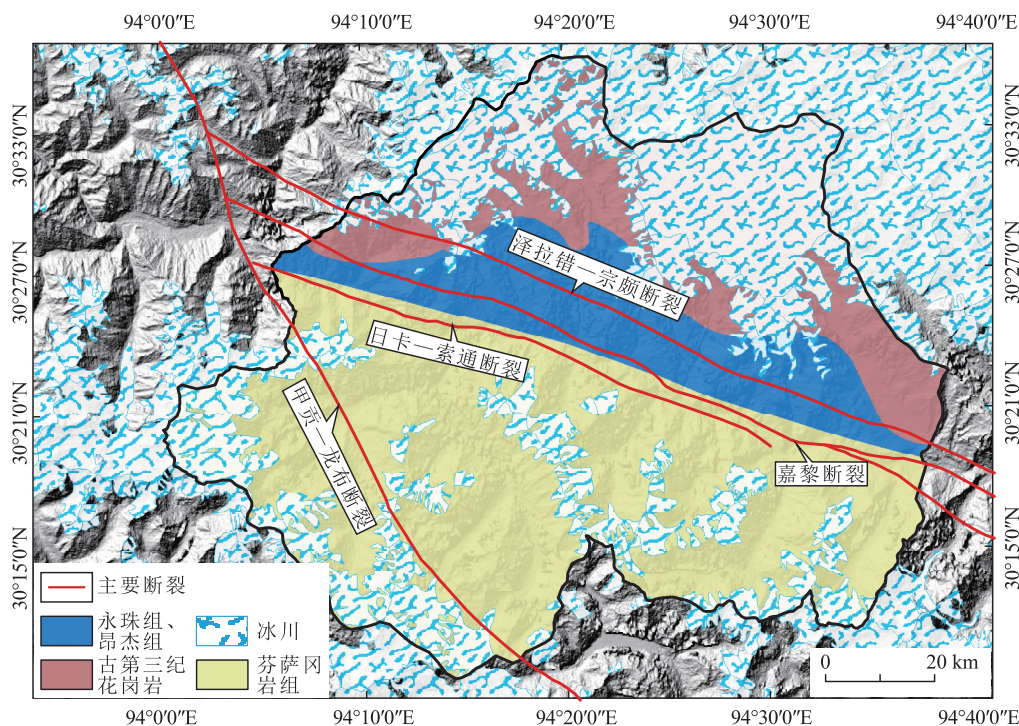 94°0′0″E
94°10′0″E
94°20′0″E
94°30′0″E
94°40′0″E
30°33′0″N
30°33′0″N
30°27′0″N
30°27′0″N
30°21′0″N
30°21′0″N
30°15′0″N
30°15′0″N
泽拉错—宗颇断裂
日卡—索通断裂
甲贡—龙布断裂
嘉黎断裂
主要断裂
永珠组、
昂杰组
冰川
古第三纪
花岗岩
芬萨冈
岩组
0
20 km
94°0′0″E
94°10′0″E
94°20′0″E
94°30′0″E
94°40′0″E